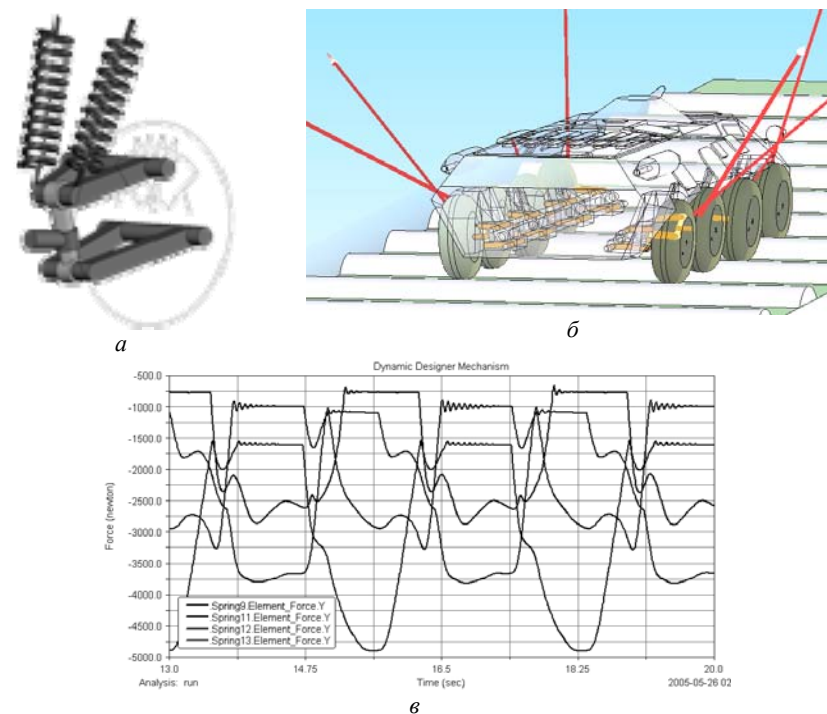 а
б
Dynamic Designer Mechanism
-500.0
-1000.0
-1500.0
-2000.0
-2500.0
-3000.0
-3500.0
-4000.0
-4500.0
-5000.0
Force (newton)
Spring9.Element_Force.Y
Spring11.Element_Force.Y
Spring12.Element_Force.Y
Spring13.Element_Force.Y
13.0 14.75 16.5 18.25 20.0
Analysis: run Time (sec) 2005-05-26 02
в